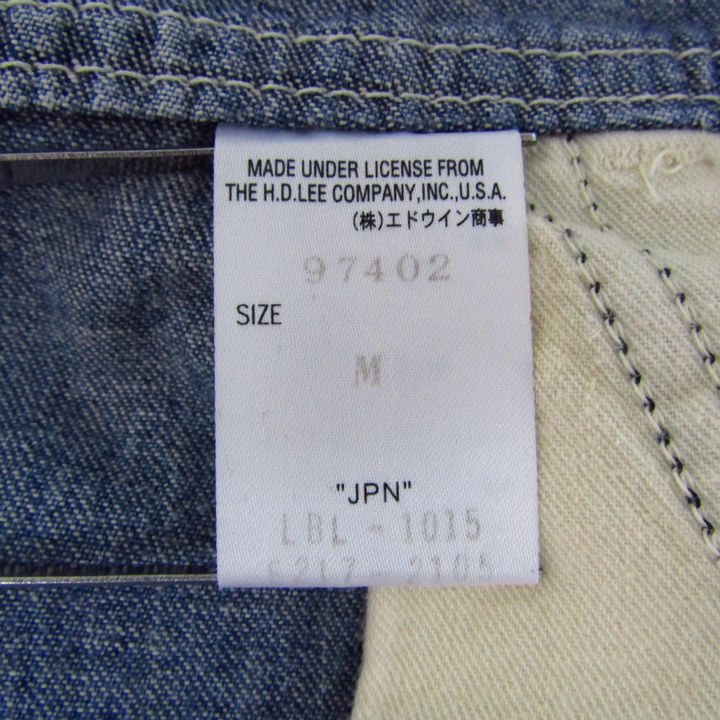 MADE UNDER LICENSE FROM
THE H.D.LEE COMPANY,INC.,U.S.A.
(株)エドウイン商事
97402
SIZE
M
"JPN"
LBL-1015